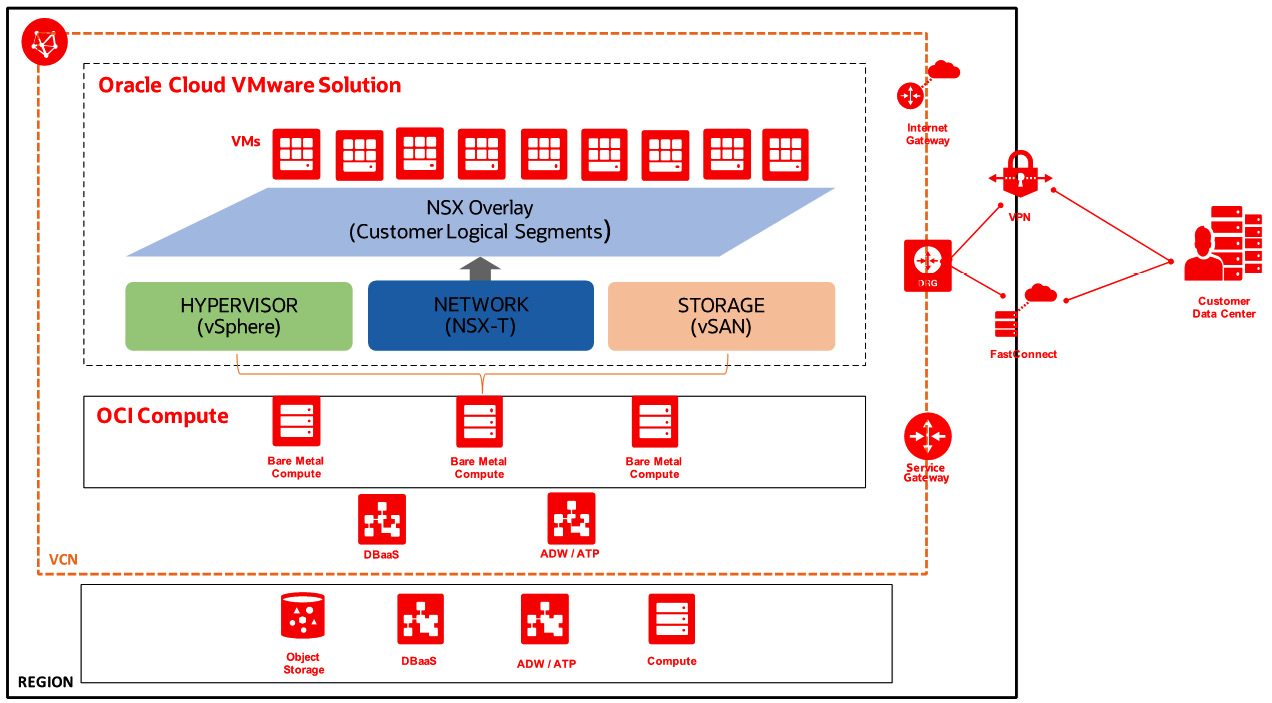 Oracle Cloud VMware Solution
VMs
NSX Overlay
(Customer Logical Segments)
HYPERVISOR
(vSphere)
NETWORK
(NSX-T)
STORAGE
(vSAN)
OCI Compute
Bare Metal
Compute
Bare Metal
Compute
Bare Metal
Compute
DBaaS
ADW / ATP
VCN
Object
Storage
DBaaS
ADW / ATP
Compute
REGION
Internet
Gateway
VPN
DRG
FastConnect
Service
Gateway
Customer
Data Center